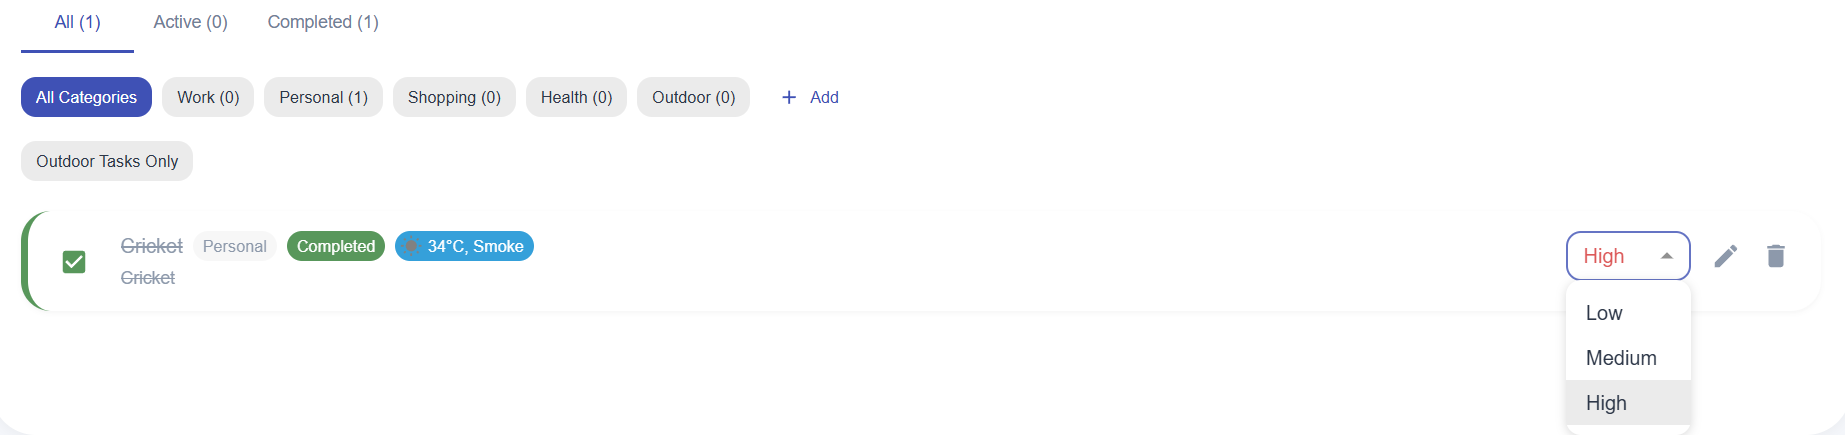 All (1) Active (0) Completed (1)
All Categories Work (0) Personal (1) Shopping (0) Health (0) Outdoor (0) + Add
Outdoor Tasks Only
Cricket Personal Completed 34°C, Smoke High
Cricket
Low
Medium
High